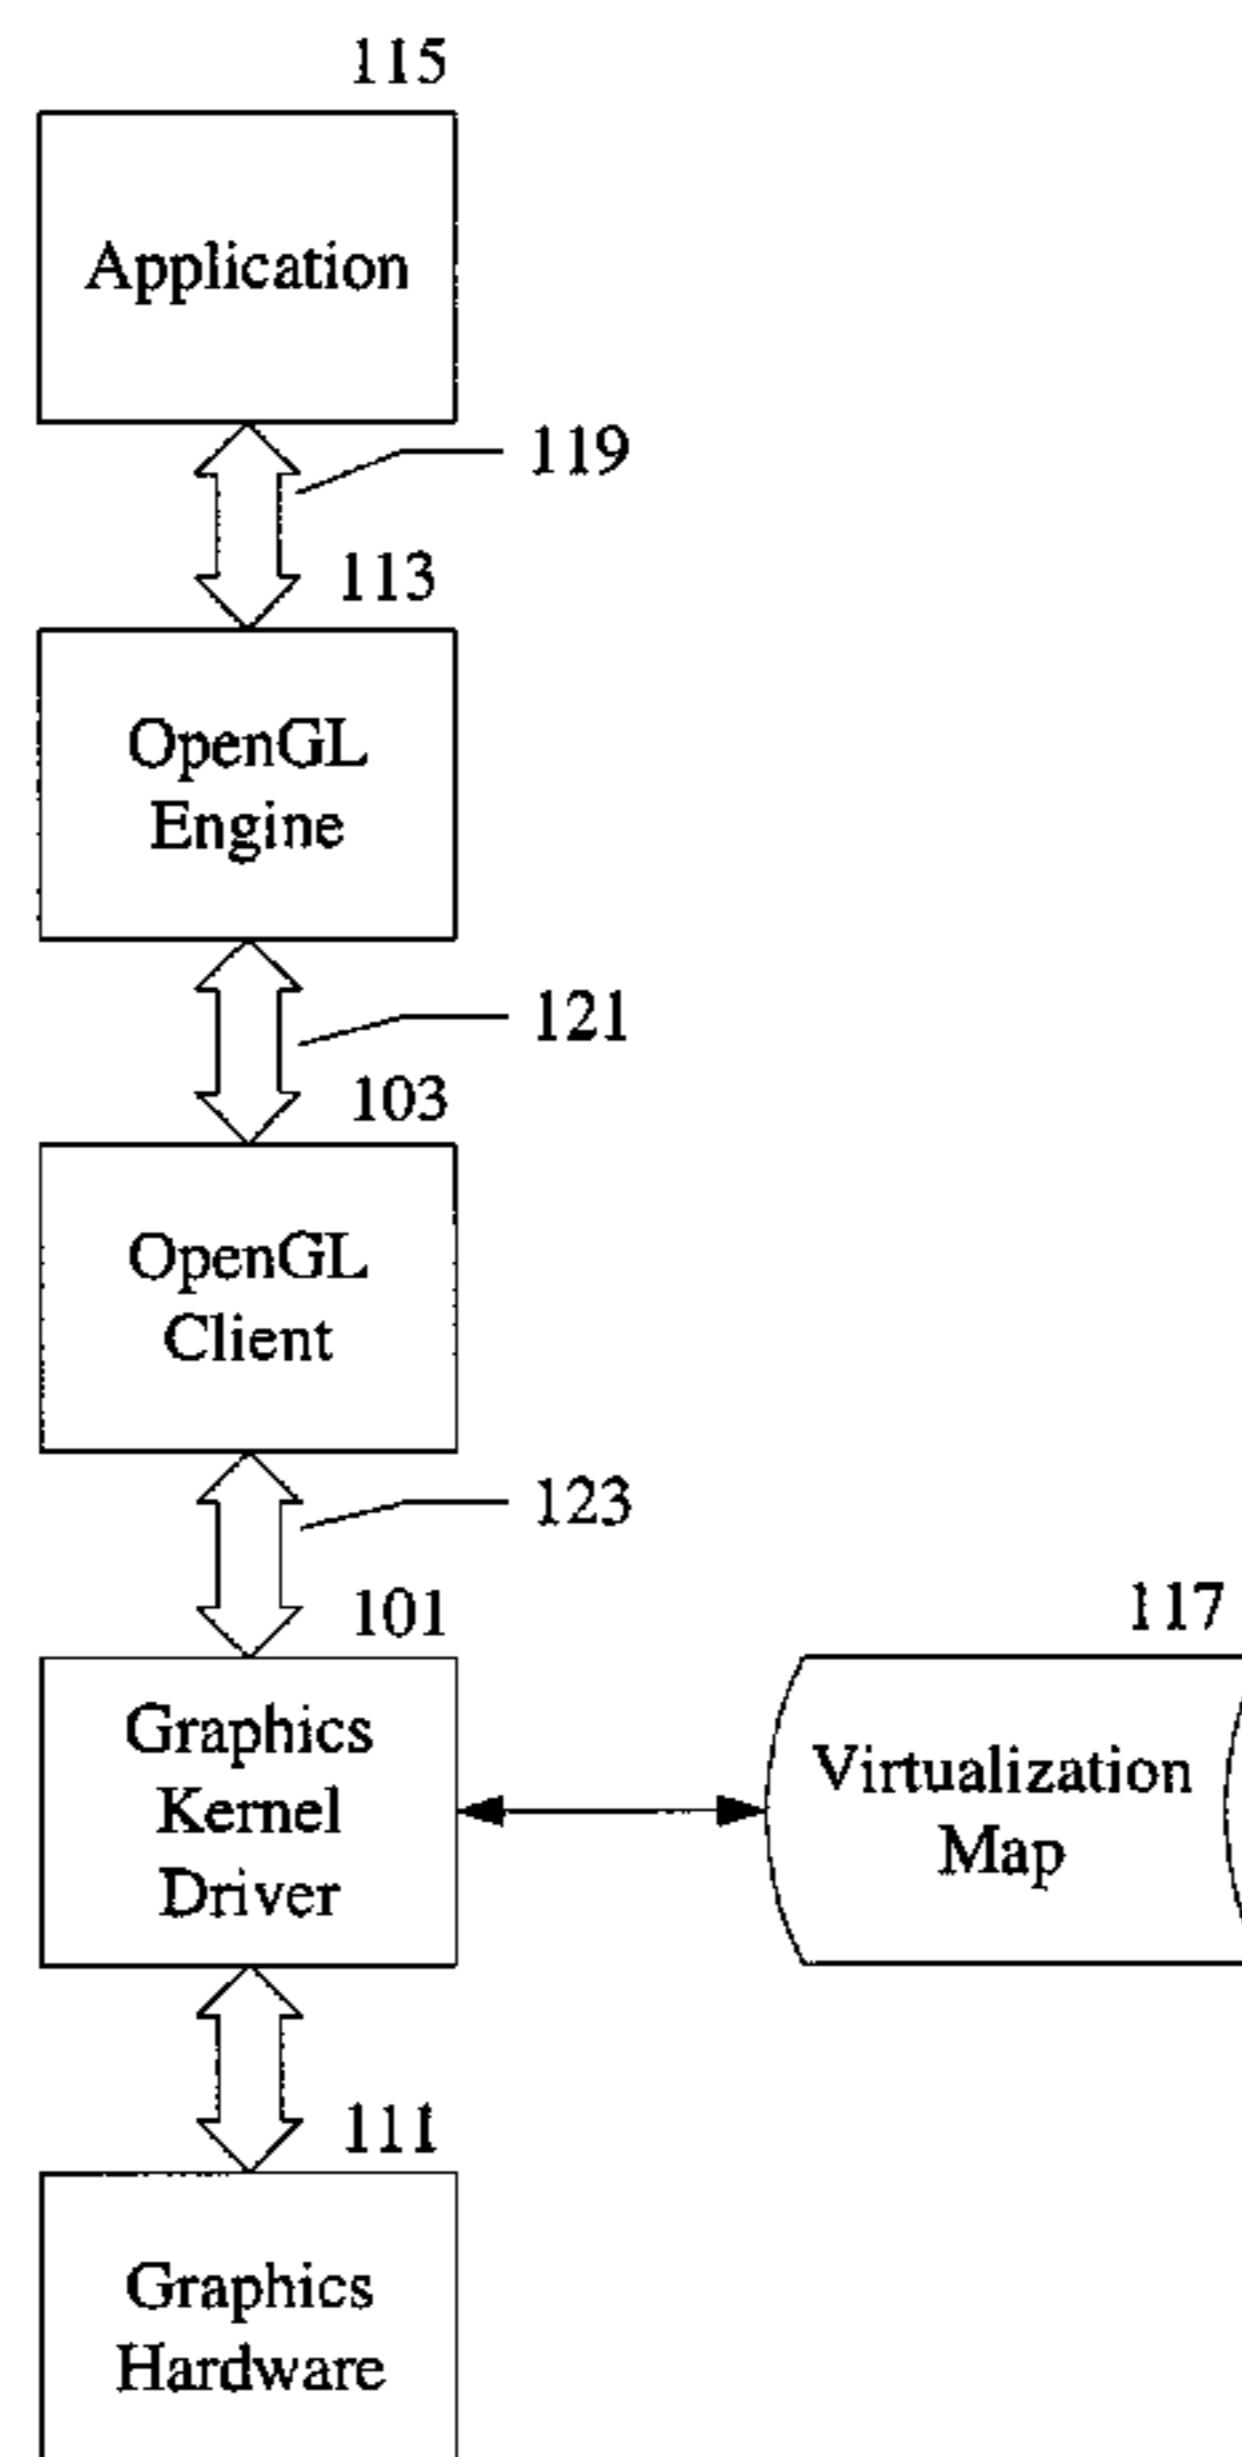 115
Application
119
113
OpenGL
Engine
121
103
OpenGL
Client
123
101
117
Graphics
Kernel
Driver
Virtualization
Map
111
Graphics
Hardware